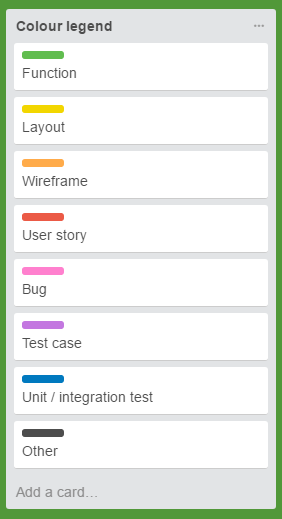 Colour legend
Function
Layout
Wireframe
User story
Bug
Test case
Unit / integration test
Other
Add a card…